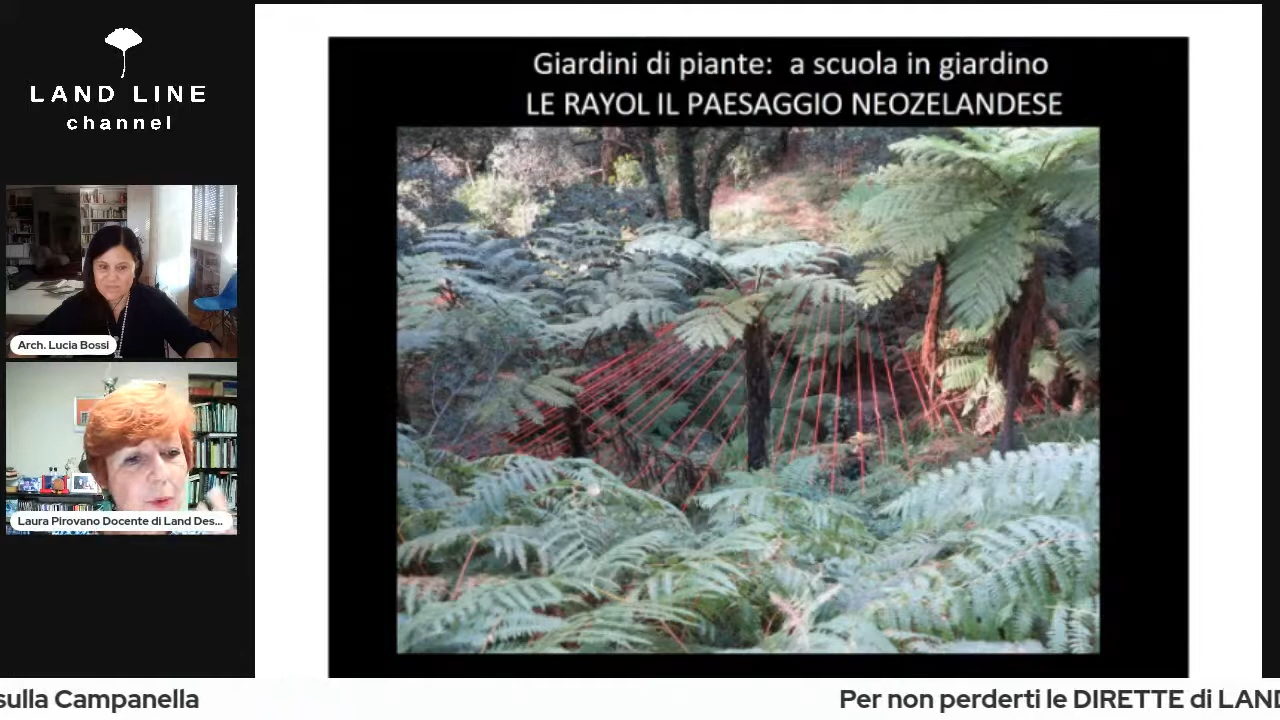 LAND LINE
channel
Giardini di piante: a scuola in giardino
LE RAYOL IL PAESAGGIO NEOZELANDESE
Arch. Lucia Bossi
Laura Pirovano Docente di Land Des...
sulla Campanella
Per non perderti le DIRETTE di LAND